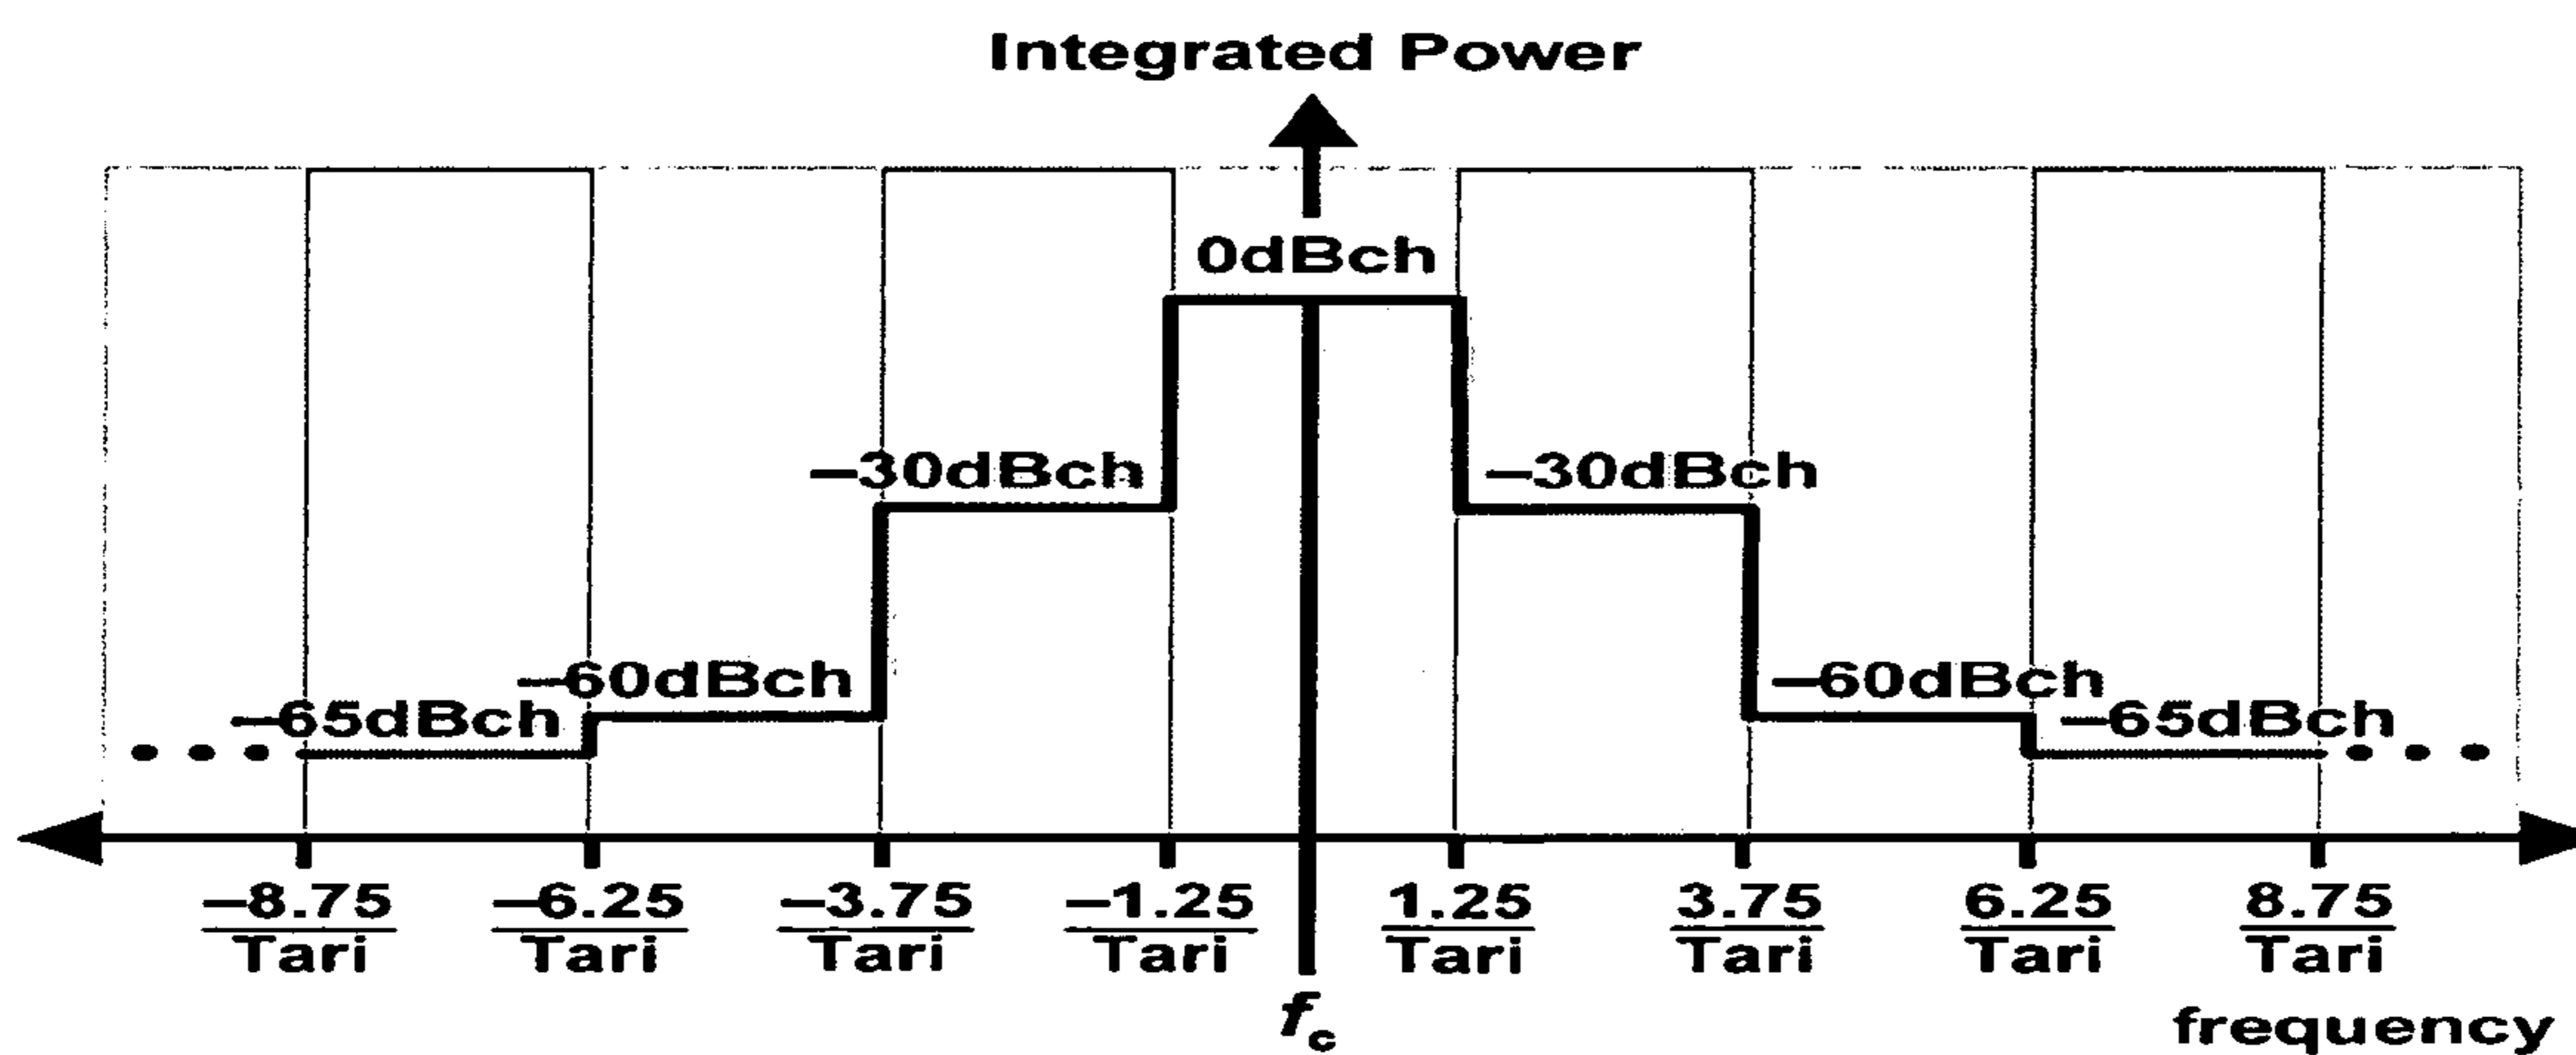 Integrated Power
0dBch
–30dBch
–30dBch
–60dBch
–60dBch
–65dBch
–65dBch
–8.75
Tari
–6.25
Tari
–3.75
Tari
–1.25
Tari
1.25
Tari
3.75
Tari
6.25
Tari
8.75
Tari
fc
frequency